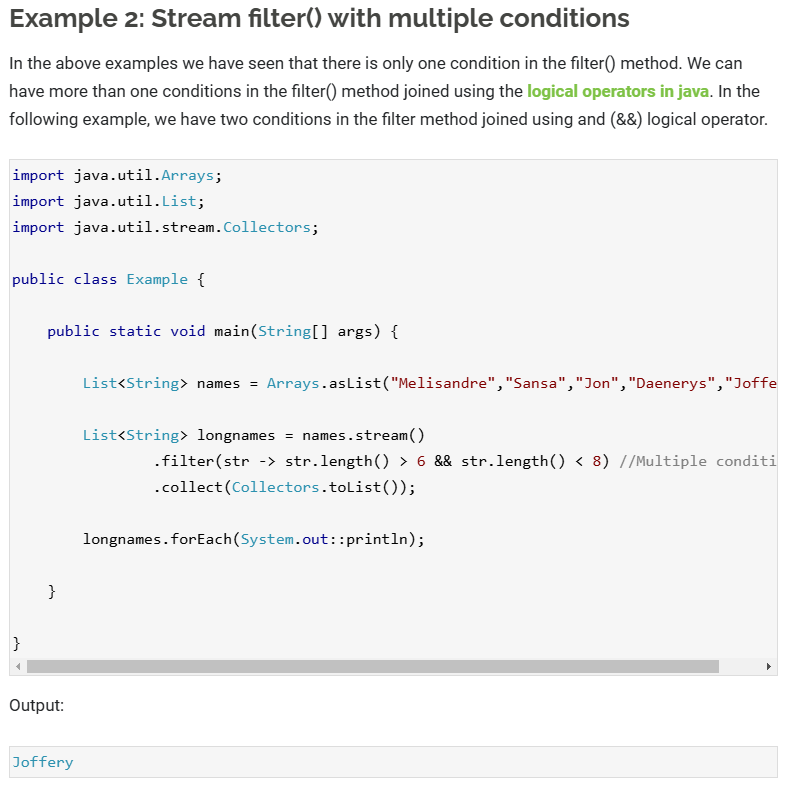 Example 2: Stream filter() with multiple conditions
In the above examples we have seen that there is only one condition in the filter() method. We can
have more than one conditions in the filter() method joined using the logical operators in java. In the
following example, we have two conditions in the filter method joined using and (&&) logical operator.
import java.util.Arrays;
import java.util.List;
import java.util.stream.Collectors;
public class Example {
    public static void main(String[] args) {
        List<String> names = Arrays.asList("Melisandre","Sansa","Jon","Daenerys","Joffe
        List<String> longnames = names.stream()
                .filter(str -> str.length() > 6 && str.length() < 8) //Multiple conditi
                .collect(Collectors.toList());
        longnames.forEach(System.out::println);
    }
}
Output:
Joffery